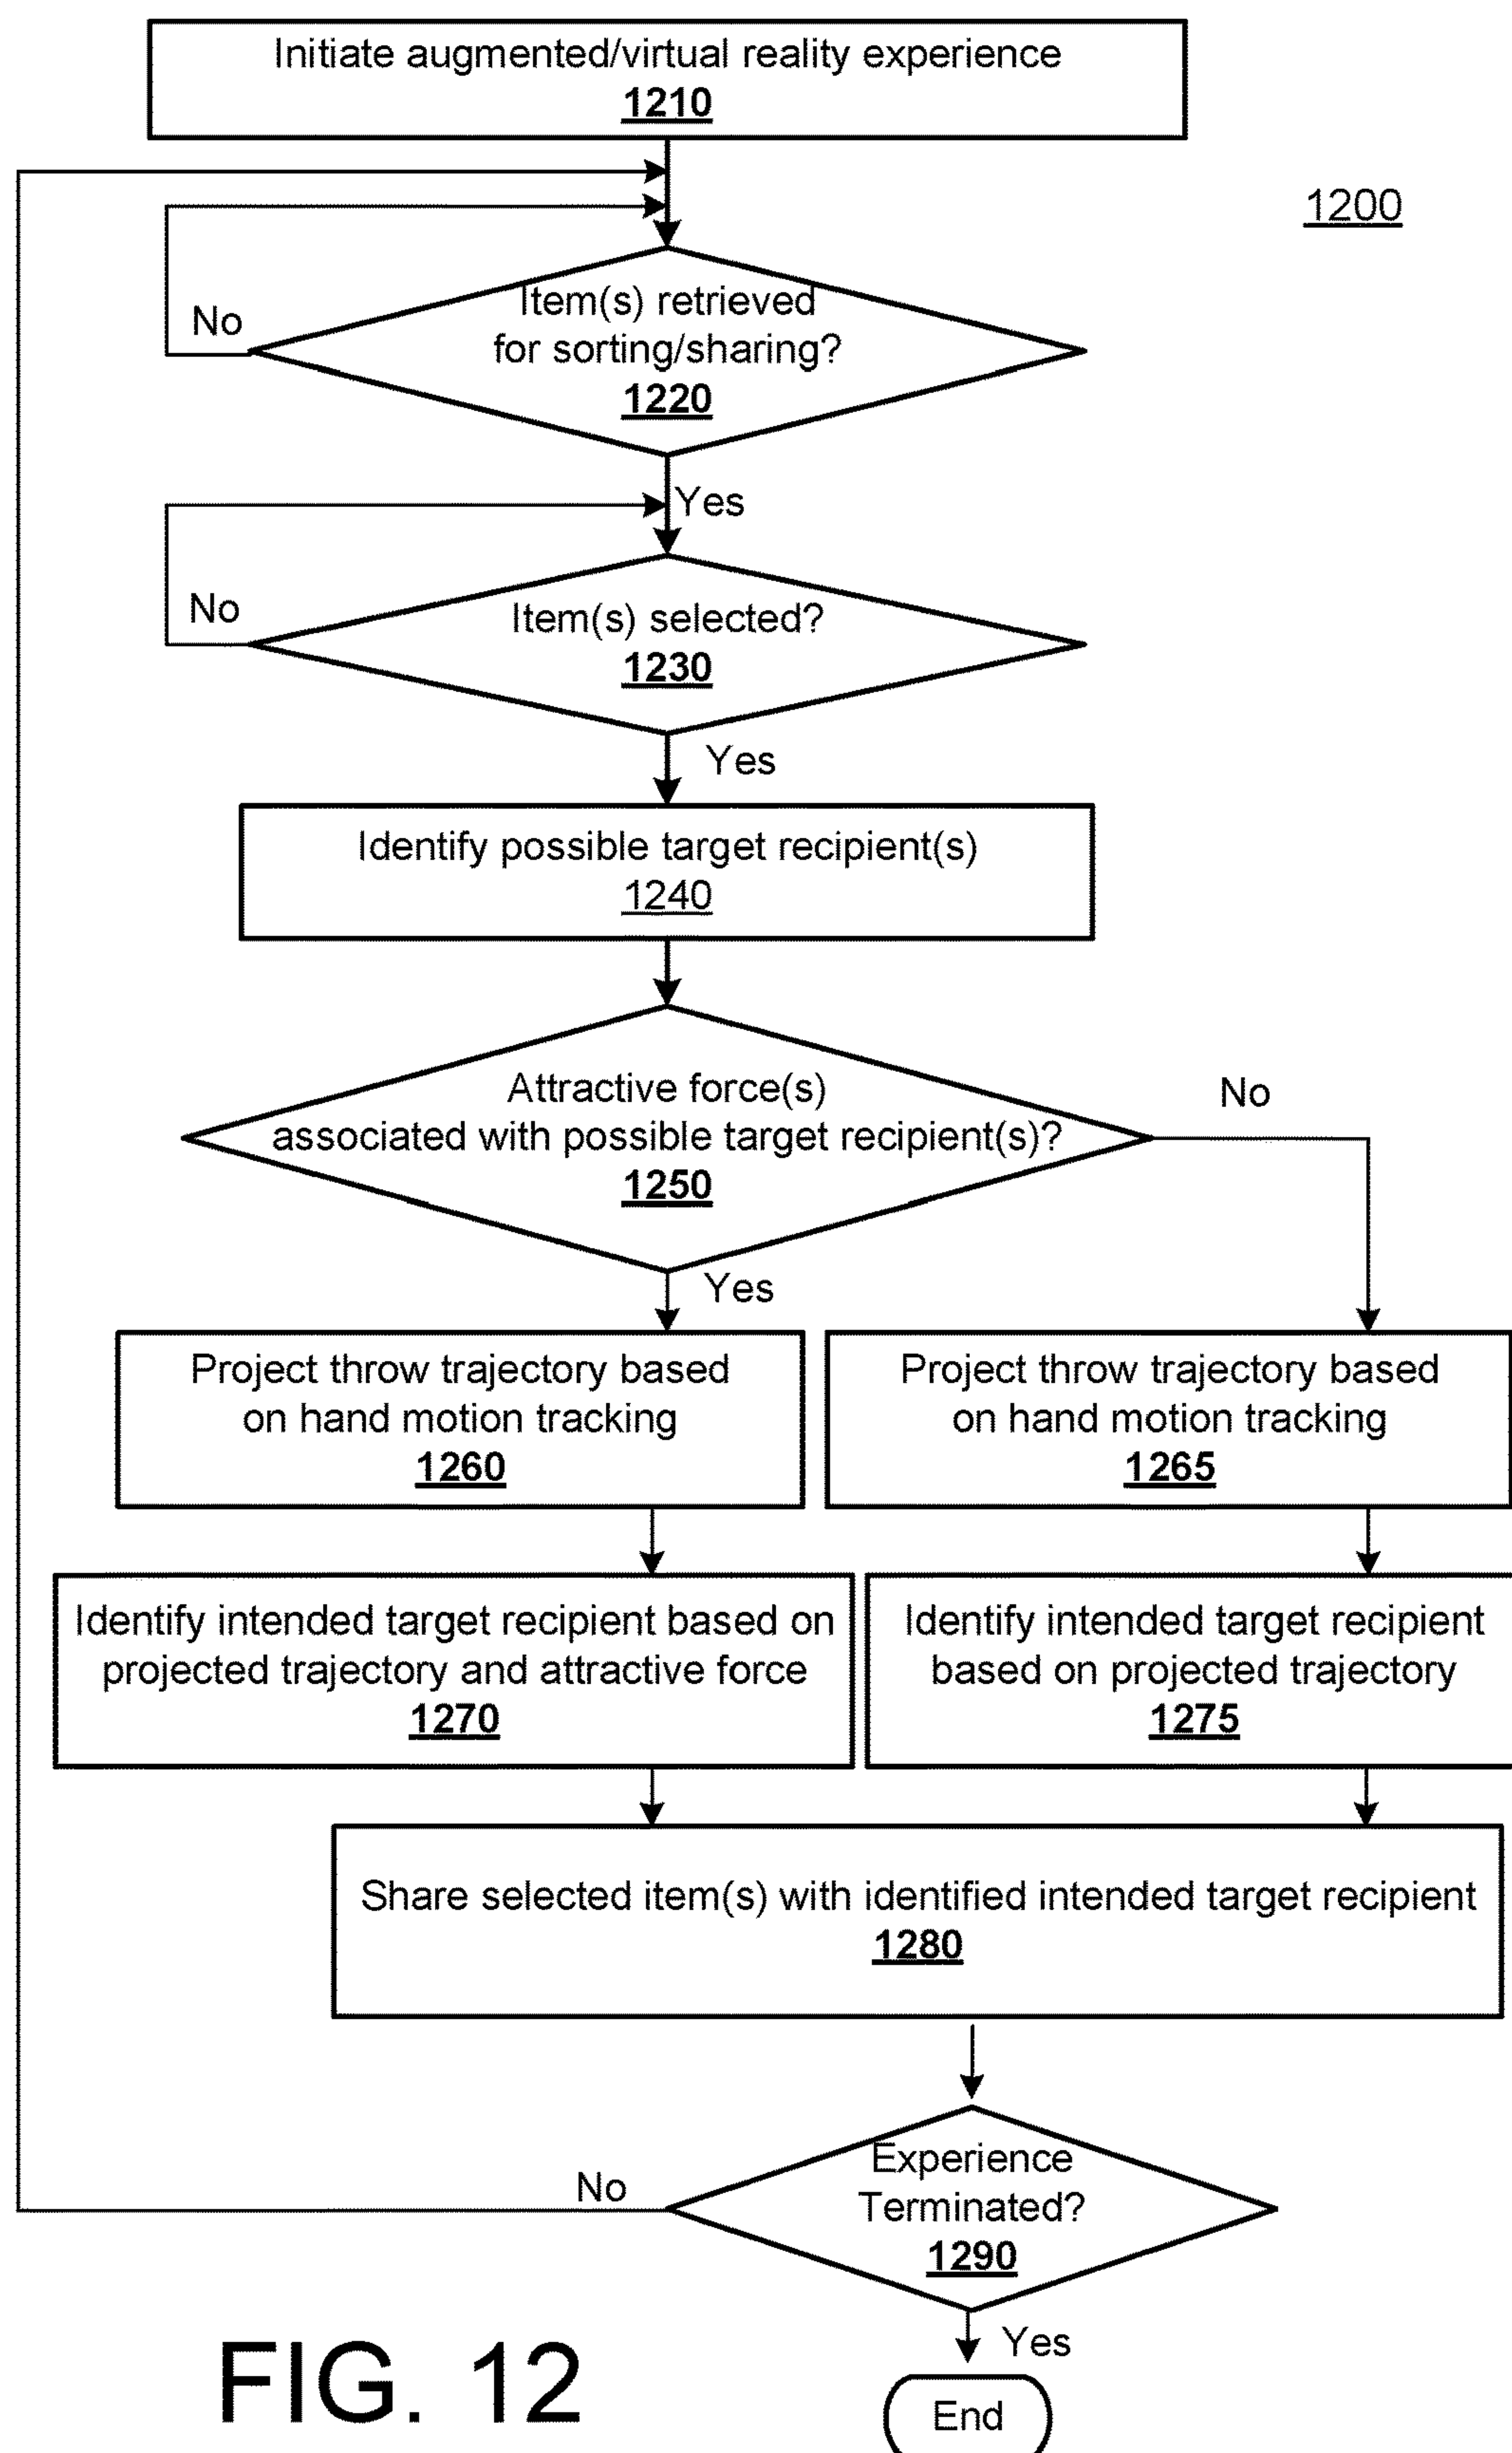 Initiate augmented/virtual reality experience
1210
1200
No
Item(s) retrieved
for sorting/sharing?
1220
Yes
No
Item(s) selected?
1230
Yes
Identify possible target recipient(s)
1240
Attractive force(s)
associated with possible target recipient(s)?
1250
No
Yes
Project throw trajectory based
on hand motion tracking
1260
Project throw trajectory based
on hand motion tracking
1265
Identify intended target recipient based on
projected trajectory and attractive force
1270
Identify intended target recipient
based on projected trajectory
1275
Share selected item(s) with identified intended target recipient
1280
No
Experience
Terminated?
1290
Yes
End
FIG. 12